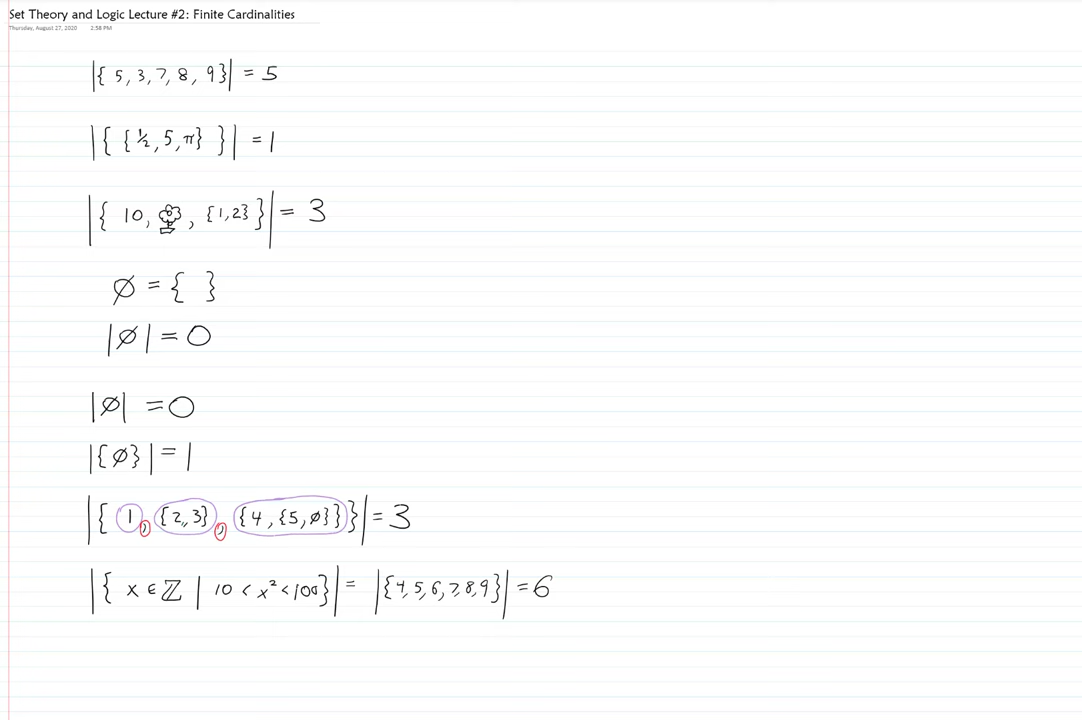 Set Theory and Logic Lecture #2: Finite Cardinalities
Thursday, August 27, 2020 2:58 PM
|{ 5, 3, 7, 8, 9}| = 5
|{ {½, 5, π} }| = 1
|{ 10, , {1,2} }| = 3
∅ = { }
|∅| = 0
|∅| = 0
|{∅}| = 1
|{ 1, {2,3}, {4, {5, ∅}} }| = 3
|{ x ∈ ℤ | 10 < x² < 100}| = |{4, 5, 6, 7, 8, 9}| = 6